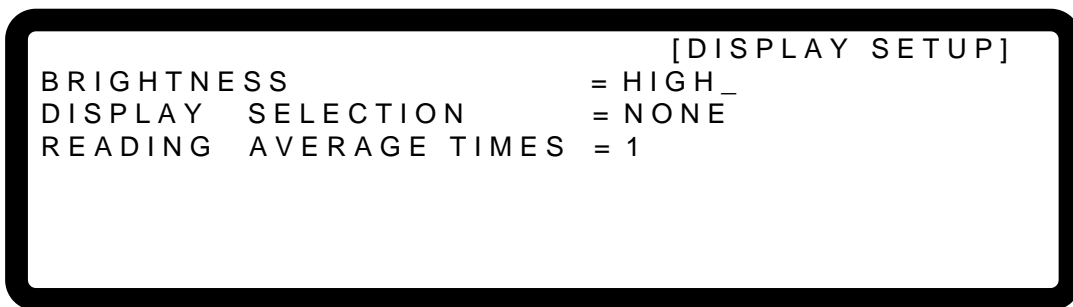 [DISPLAY SETUP]
BRIGHTNESS = HIGH_
DISPLAY SELECTION = NONE
READING AVERAGE TIMES = 1